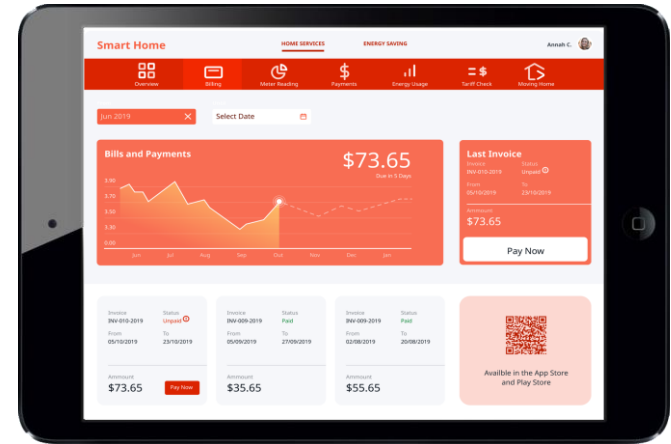 Smart Home
HOME SERVICES
ENERGY SAVING
Annah C.
Overview
Billing
Meter Reading
Payments
Energy Usage
Tariff Check
Moving Home
Jun 2019
Select Date
Bills and Payments
$73.65
Due in 5 Days
3.90
3.70
3.50
3.30
0.00
Jun Jul Aug Sep Oct Nov Dec Jan
Last Invoice
Invoice Status
INV-010-2019 Unpaid
From To
05/10/2019 23/10/2019
Ammount
$73.65
Pay Now
Invoice Status
INV-010-2019 Unpaid
From To
05/10/2019 23/10/2019
Ammount
$73.65 Pay Now
Invoice Status
INV-009-2019 Paid
From To
05/09/2019 27/09/2019
Ammount
$35.65
Invoice Status
INV-009-2019 Paid
From To
02/08/2019 20/08/2019
Ammount
$55.65
Availble in the App Store
and Play Store